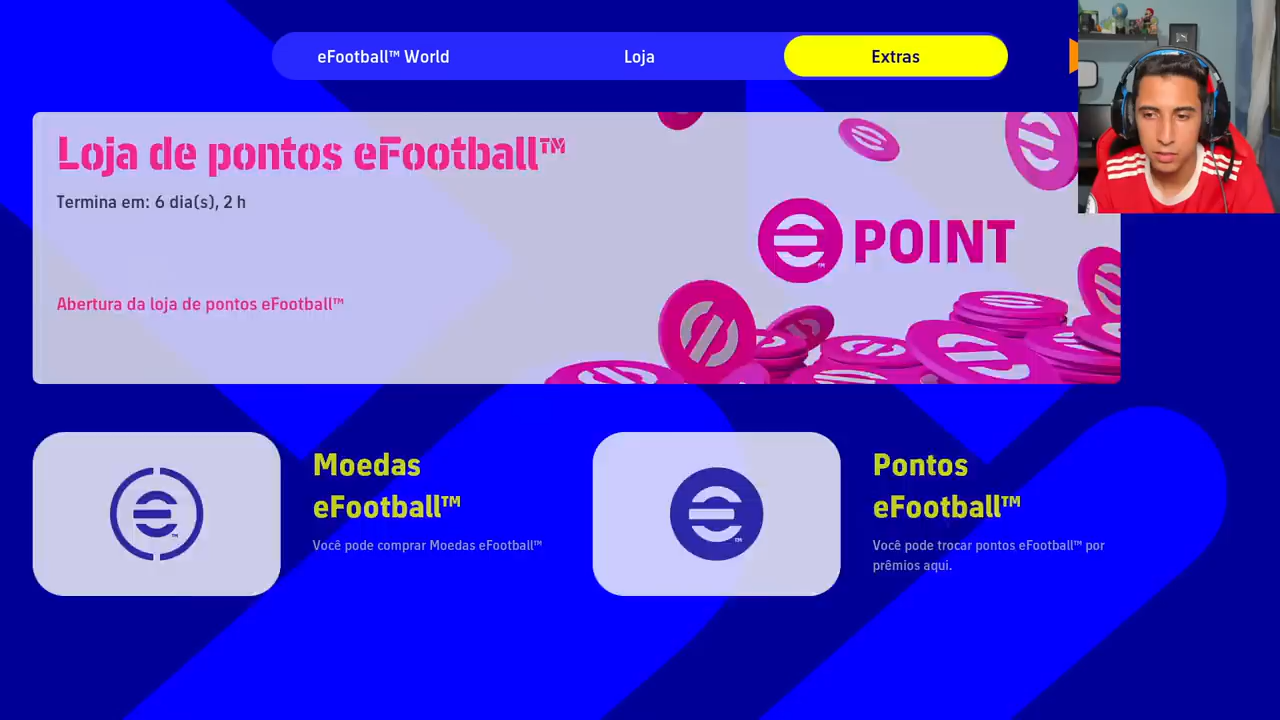 eFootball™ World
Loja
Extras
Loja de pontos eFootball™
Termina em: 6 dia(s), 2 h
POINT
Abertura da loja de pontos eFootball™
Moedas
eFootball™
Você pode comprar Moedas eFootball™
Pontos
eFootball™
Você pode trocar pontos eFootball™ por
prêmios aqui.